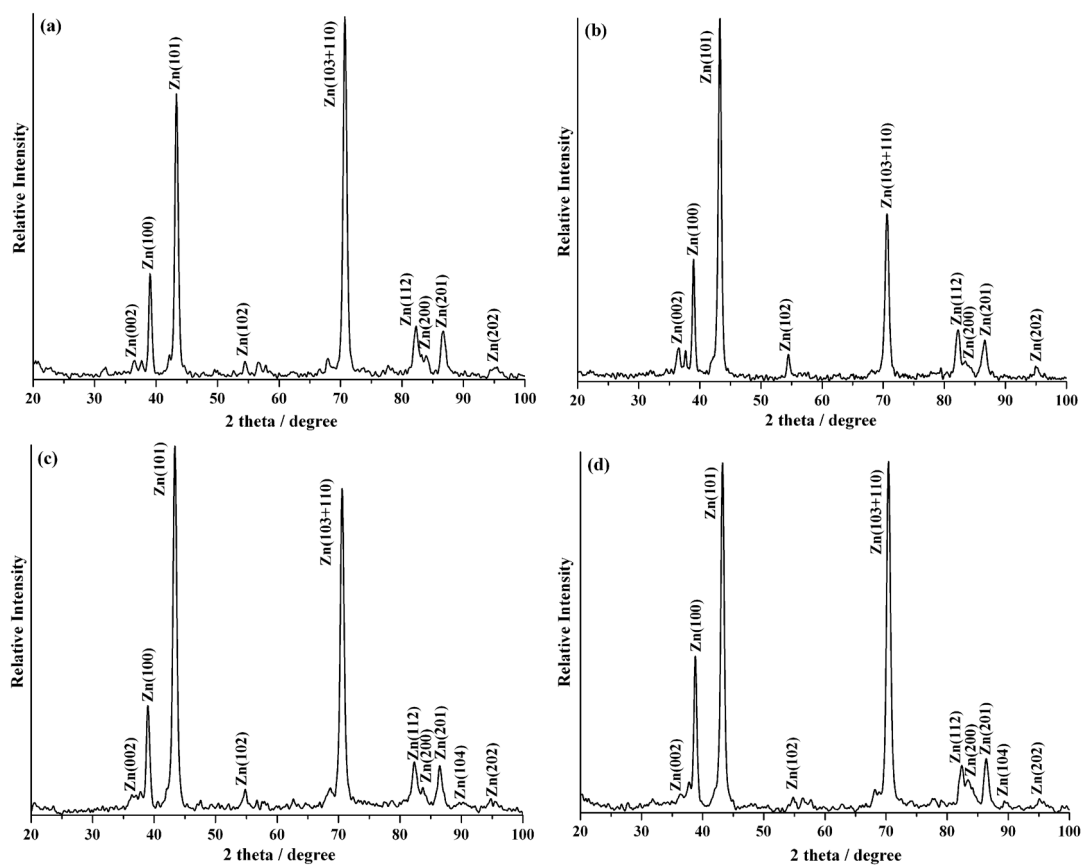 (a)
Relative Intensity
Zn(002)
Zn(100)
Zn(101)
Zn(102)
Zn(103+110)
Zn(112)
Zn(200)
Zn(201)
Zn(202)
20 30 40 50 60 70 80 90 100
2 theta / degree
(b)
Relative Intensity
Zn(002)
Zn(100)
Zn(101)
Zn(102)
Zn(103+110)
Zn(112)
Zn(200)
Zn(201)
Zn(202)
20 30 40 50 60 70 80 90 100
2 theta / degree
(c)
Relative Intensity
Zn(002)
Zn(100)
Zn(101)
Zn(102)
Zn(103+110)
Zn(112)
Zn(200)
Zn(201)
Zn(104)
Zn(202)
20 30 40 50 60 70 80 90 100
2 theta / degree
(d)
Relative Intensity
Zn(002)
Zn(100)
Zn(101)
Zn(102)
Zn(103+110)
Zn(112)
Zn(200)
Zn(201)
Zn(104)
Zn(202)
20 30 40 50 60 70 80 90 100
2 theta / degree